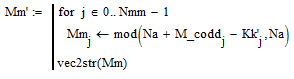 Mm' := for j ∈ 0.. Nmm − 1
Mm_j ← mod(Na + M_codd_j − Kk'_j, Na)
vec2str(Mm)